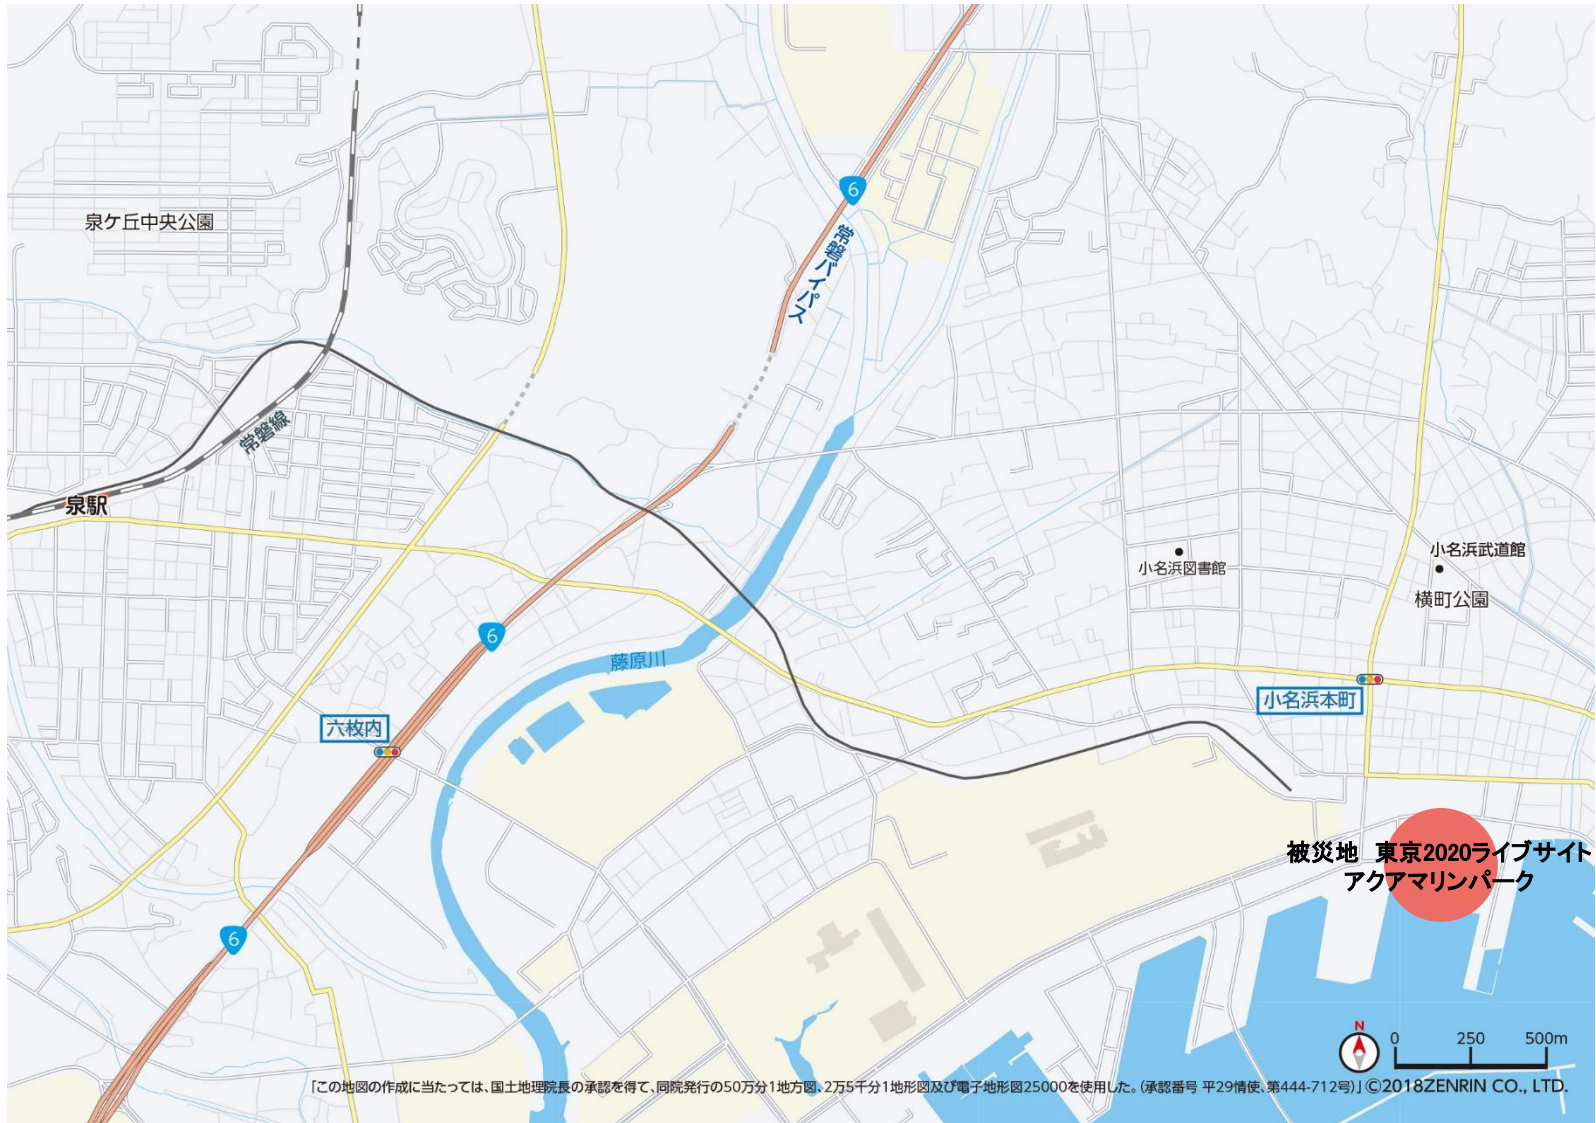 6
常磐バイパス
泉ケ丘中央公園
常磐線
泉駅
小名浜図書館
小名浜武道館
横町公園
6
藤原川
六枚内
小名浜本町
被災地 東京2020ライブサイト
アクアマリンパーク
6
N
0 250 500m
「この地図の作成に当たっては、国土地理院長の承認を得て、同院発行の50万分1地方図、2万5千分1地形図及び電子地形図25000を使用した。(承認番号 平29情使、第444-712号)」©2018ZENRIN CO., LTD.